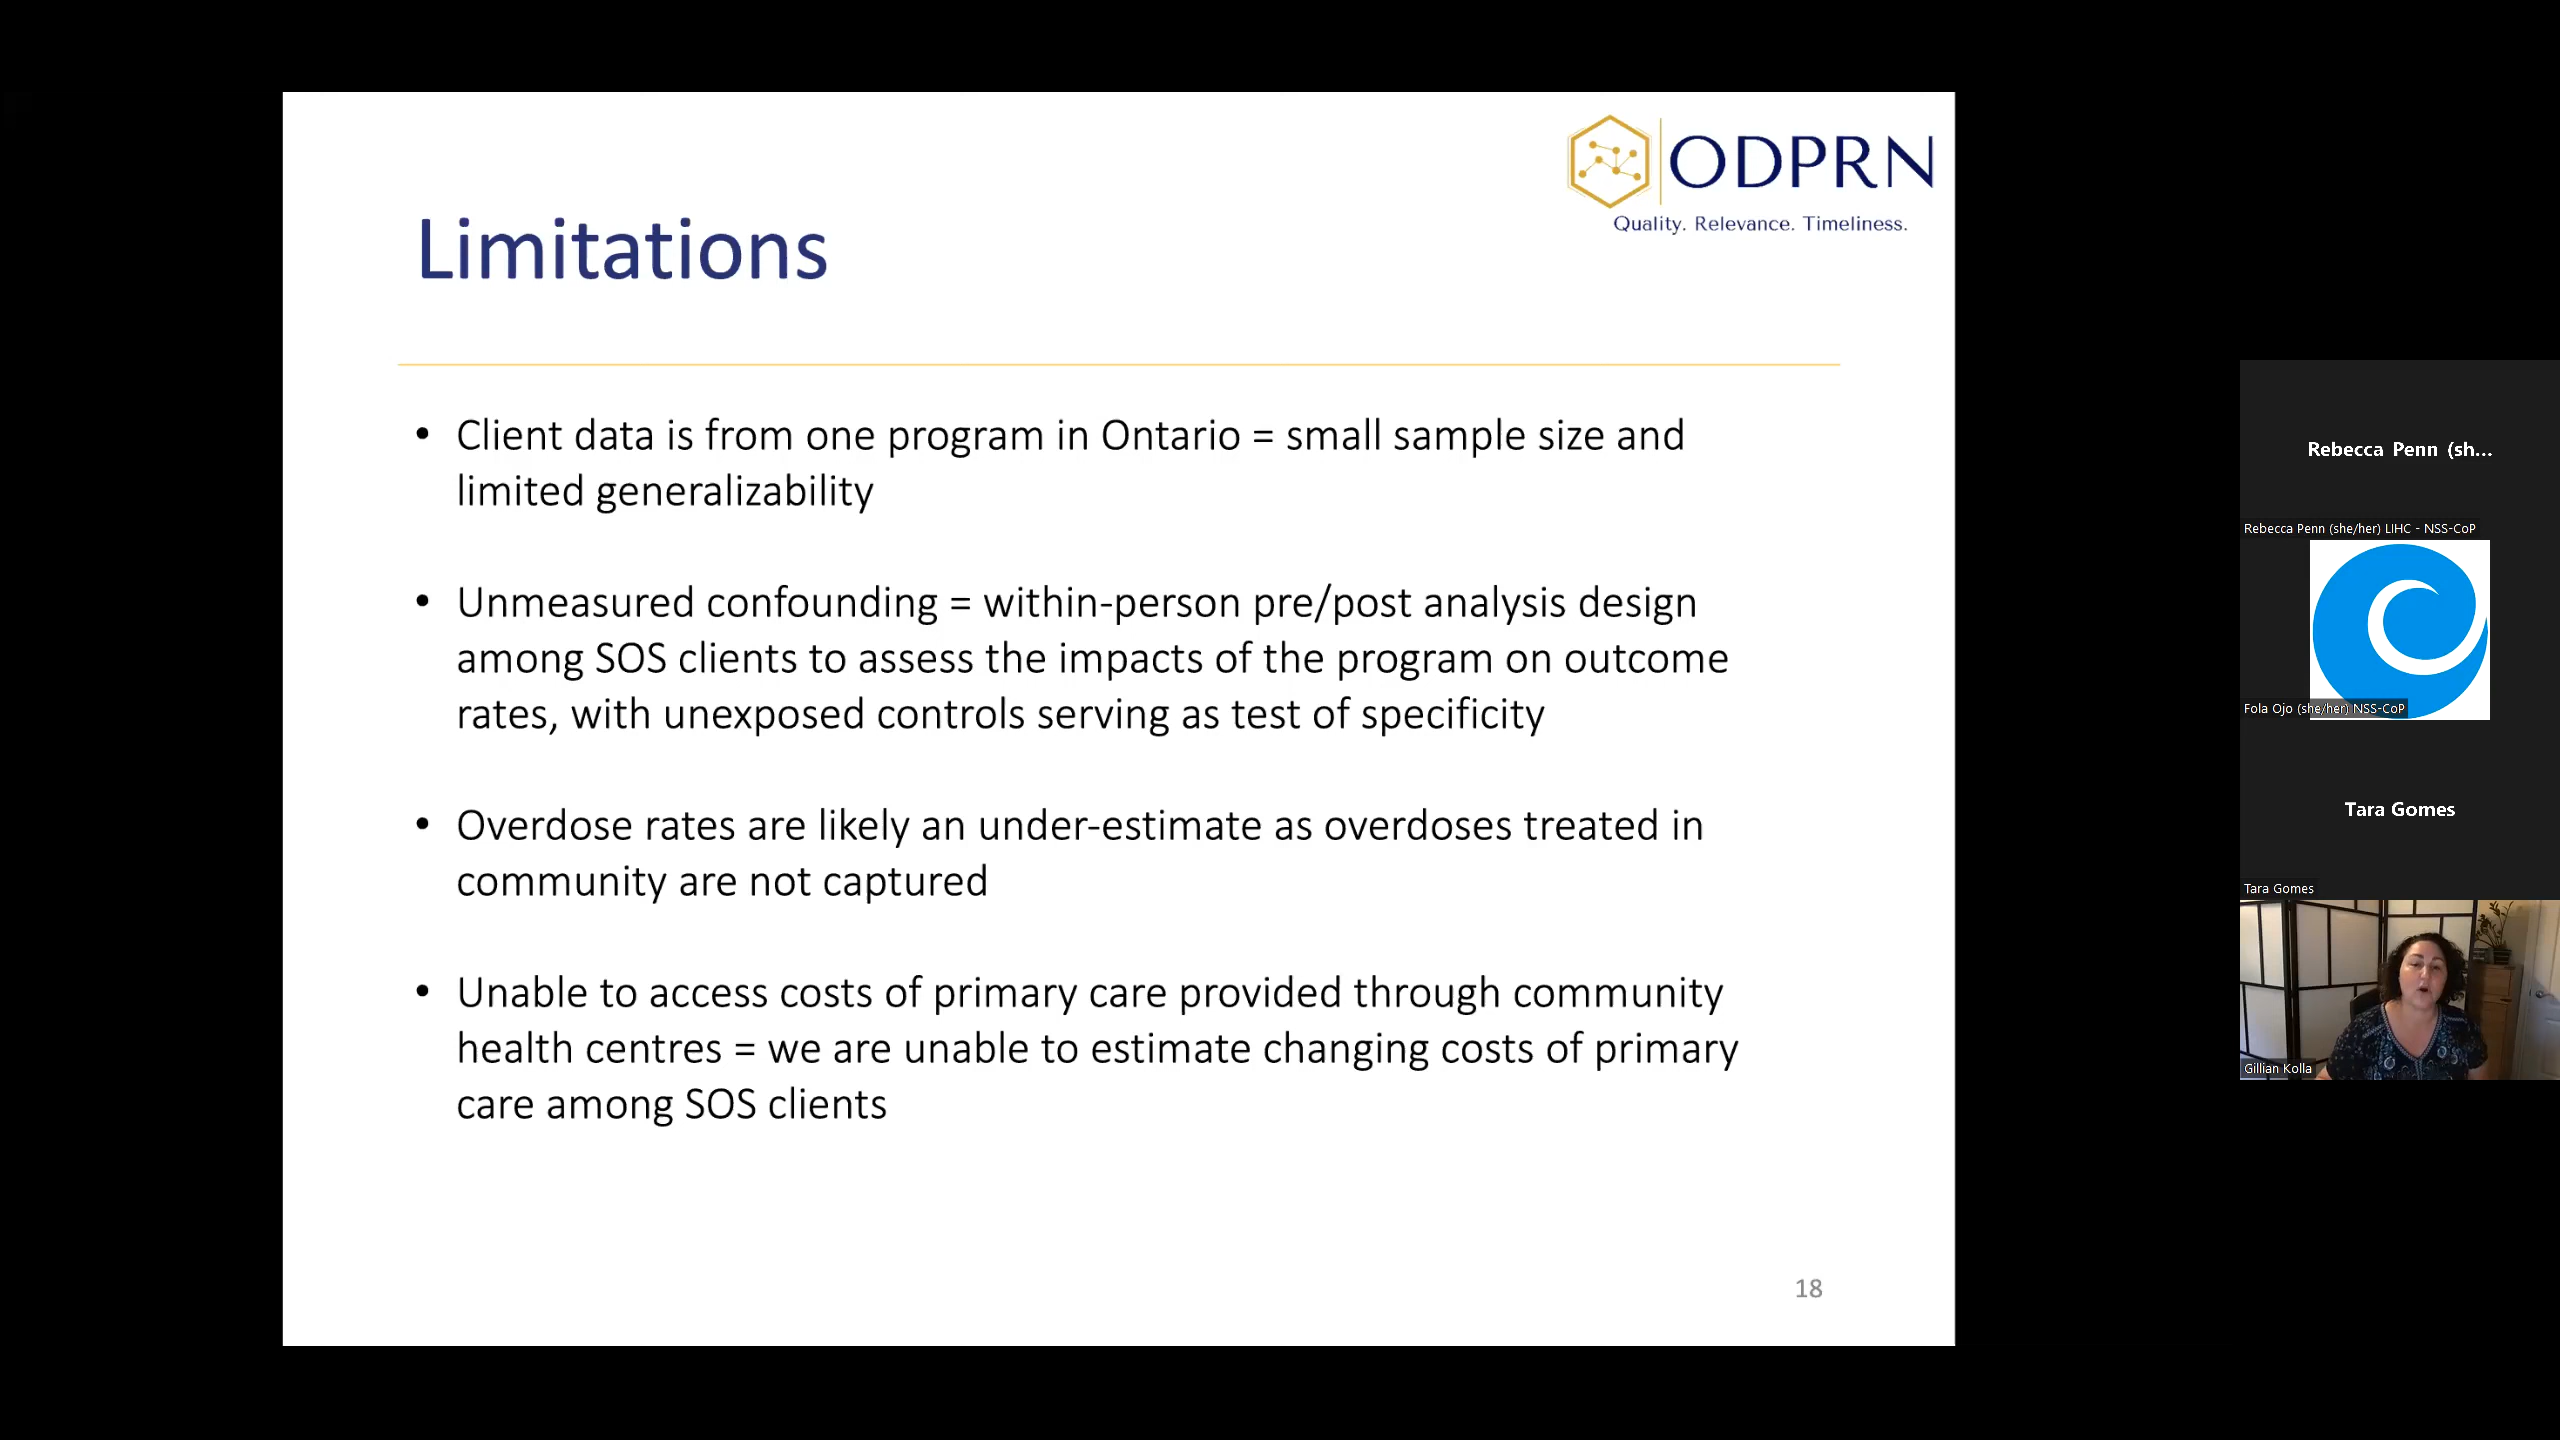 ODPRN
Quality. Relevance. Timeliness.
Limitations
• Client data is from one program in Ontario = small sample size and
limited generalizability
• Unmeasured confounding = within-person pre/post analysis design
among SOS clients to assess the impacts of the program on outcome
rates, with unexposed controls serving as test of specificity
• Overdose rates are likely an under-estimate as overdoses treated in
community are not captured
• Unable to access costs of primary care provided through community
health centres = we are unable to estimate changing costs of primary
care among SOS clients
18
Rebecca Penn (sh...
Rebecca Penn (she/her) LIHC - NSS-CoP
Fola Ojo (she/her) NSS-CoP
Tara Gomes
Tara Gomes
Gillian Kolla